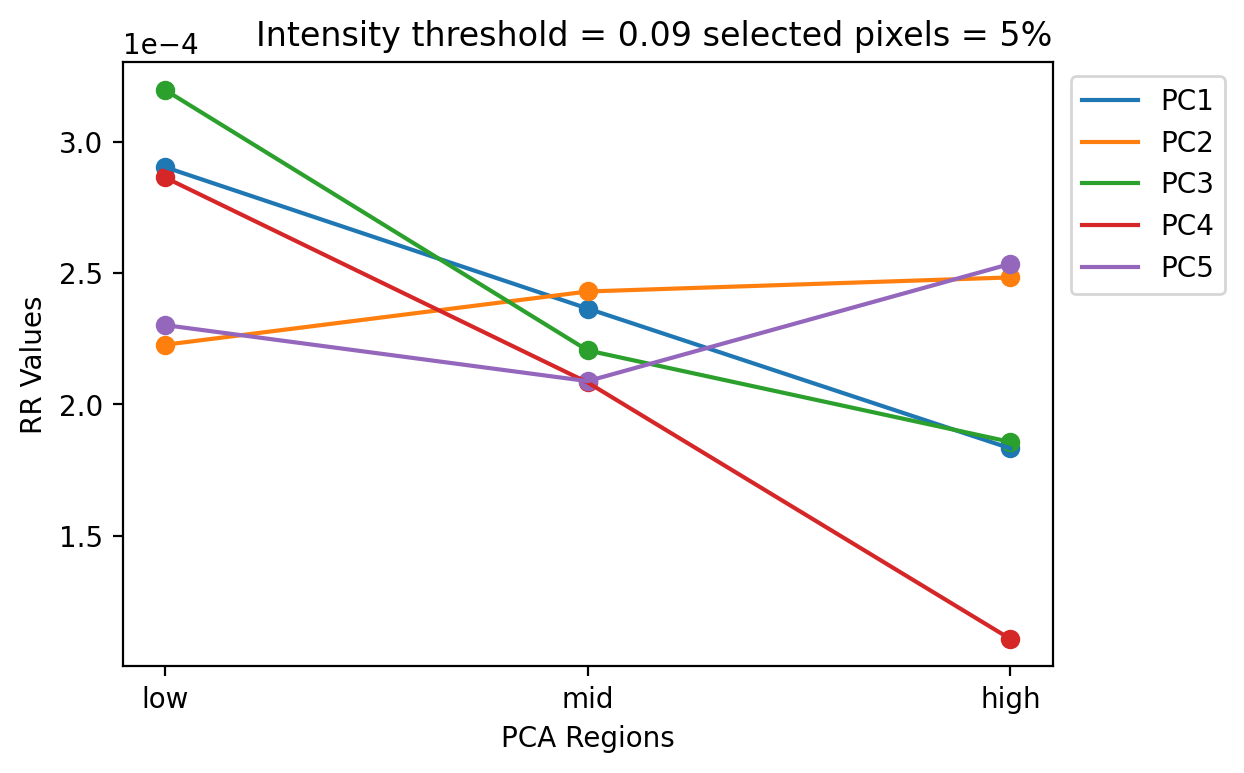 Intensity threshold = 0.09 selected pixels = 5%
1e−4
3.0
2.5
2.0
1.5
RR Values
low
mid
high
PCA Regions
PC1
PC2
PC3
PC4
PC5